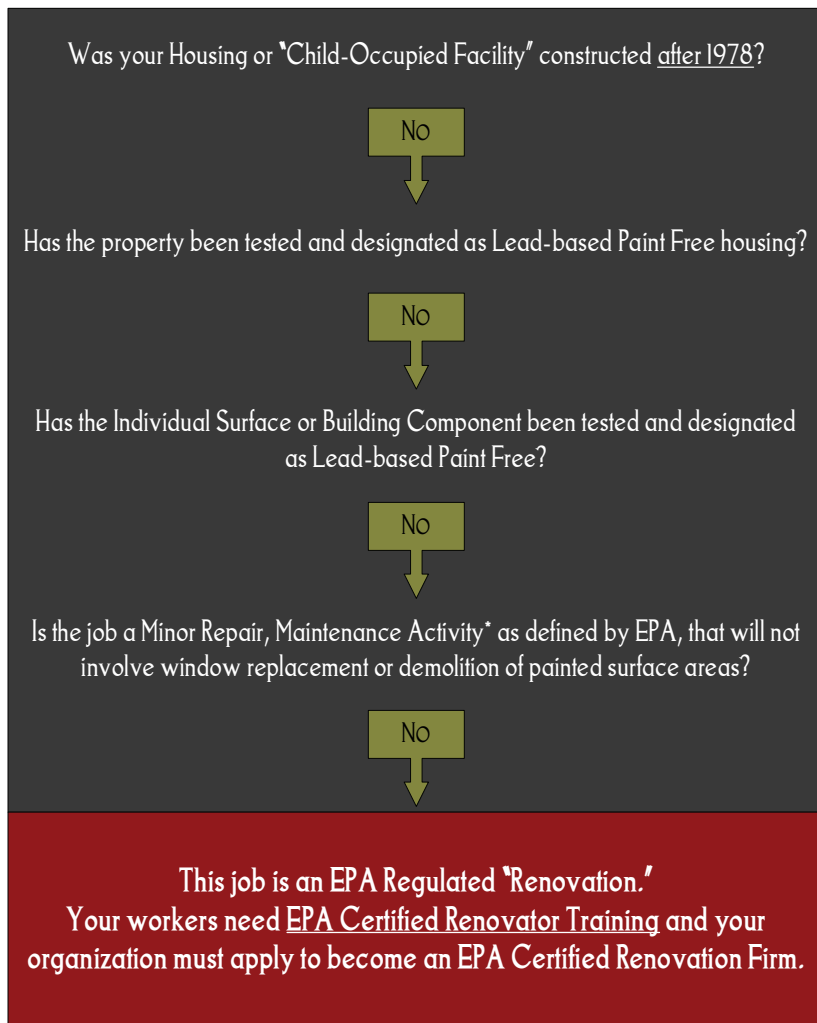 Was your Housing or "Child-Occupied Facility" constructed after 1978?
No
Has the property been tested and designated as Lead-based Paint Free housing?
No
Has the Individual Surface or Building Component been tested and designated
as Lead-based Paint Free?
No
Is the job a Minor Repair, Maintenance Activity* as defined by EPA, that will not
involve window replacement or demolition of painted surface areas?
No
This job is an EPA Regulated "Renovation."
Your workers need EPA Certified Renovator Training and your
organization must apply to become an EPA Certified Renovation Firm.